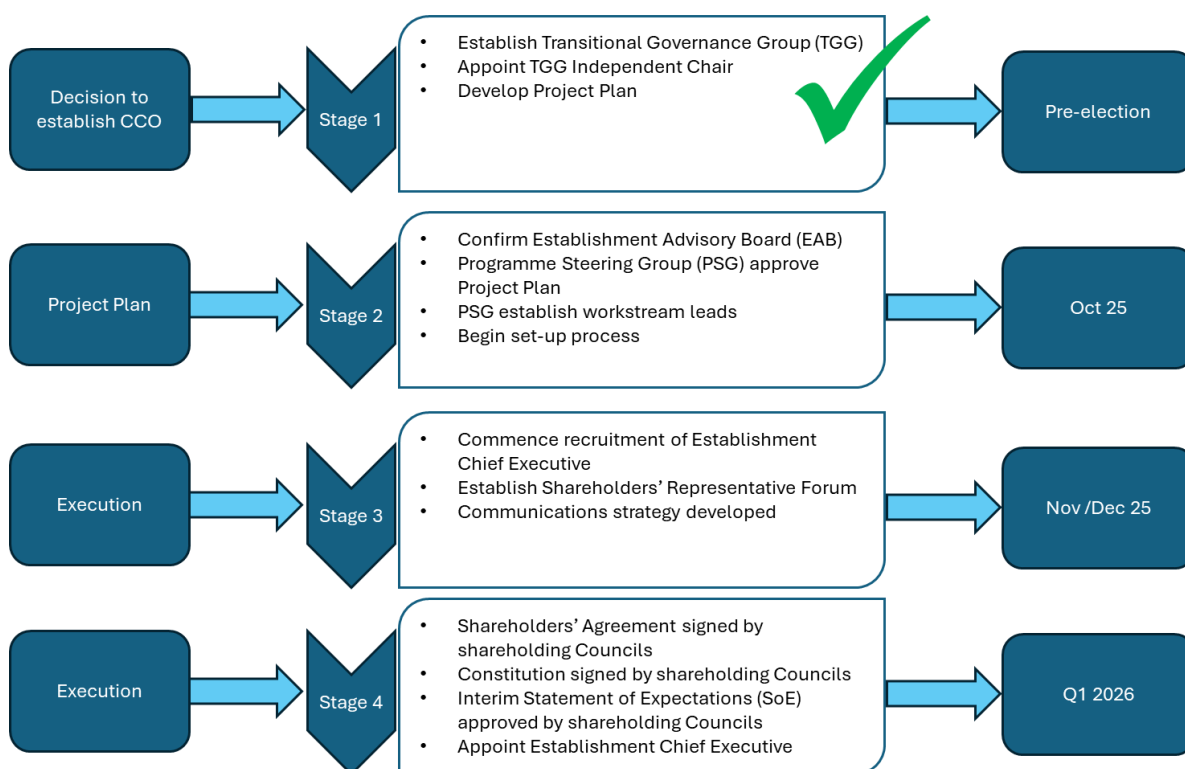 Decision to
establish CCO
Stage 1
• Establish Transitional Governance Group (TGG)
• Appoint TGG Independent Chair
• Develop Project Plan
Pre-election
Project Plan
Stage 2
• Confirm Establishment Advisory Board (EAB)
• Programme Steering Group (PSG) approve
Project Plan
• PSG establish workstream leads
• Begin set-up process
Oct 25
Execution
Stage 3
• Commence recruitment of Establishment
Chief Executive
• Establish Shareholders’ Representative Forum
• Communications strategy developed
Nov /Dec 25
Execution
Stage 4
• Shareholders’ Agreement signed by
shareholding Councils
• Constitution signed by shareholding Councils
• Interim Statement of Expectations (SoE)
approved by shareholding Councils
• Appoint Establishment Chief Executive
Q1 2026